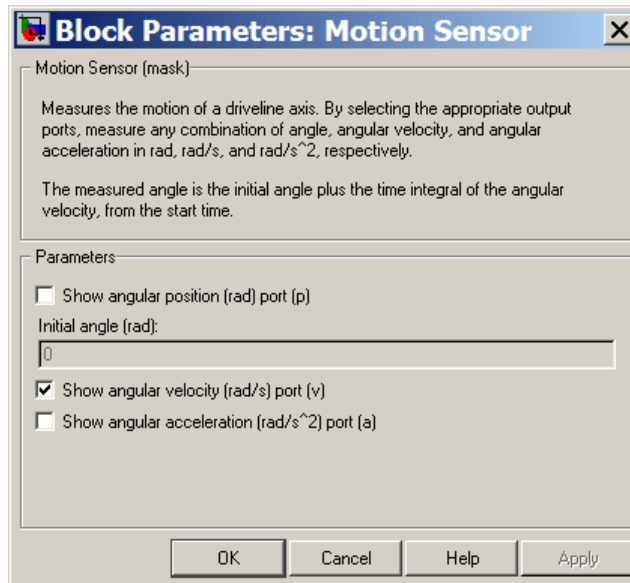 Block Parameters: Motion Sensor
Motion Sensor (mask)
Measures the motion of a driveline axis. By selecting the appropriate output
ports, measure any combination of angle, angular velocity, and angular
acceleration in rad, rad/s, and rad/s^2, respectively.
The measured angle is the initial angle plus the time integral of the angular
velocity, from the start time.
Parameters
Show angular position (rad) port (p)
Initial angle (rad):
0
Show angular velocity (rad/s) port (v)
Show angular acceleration (rad/s^2) port (a)
OK Cancel Help Apply